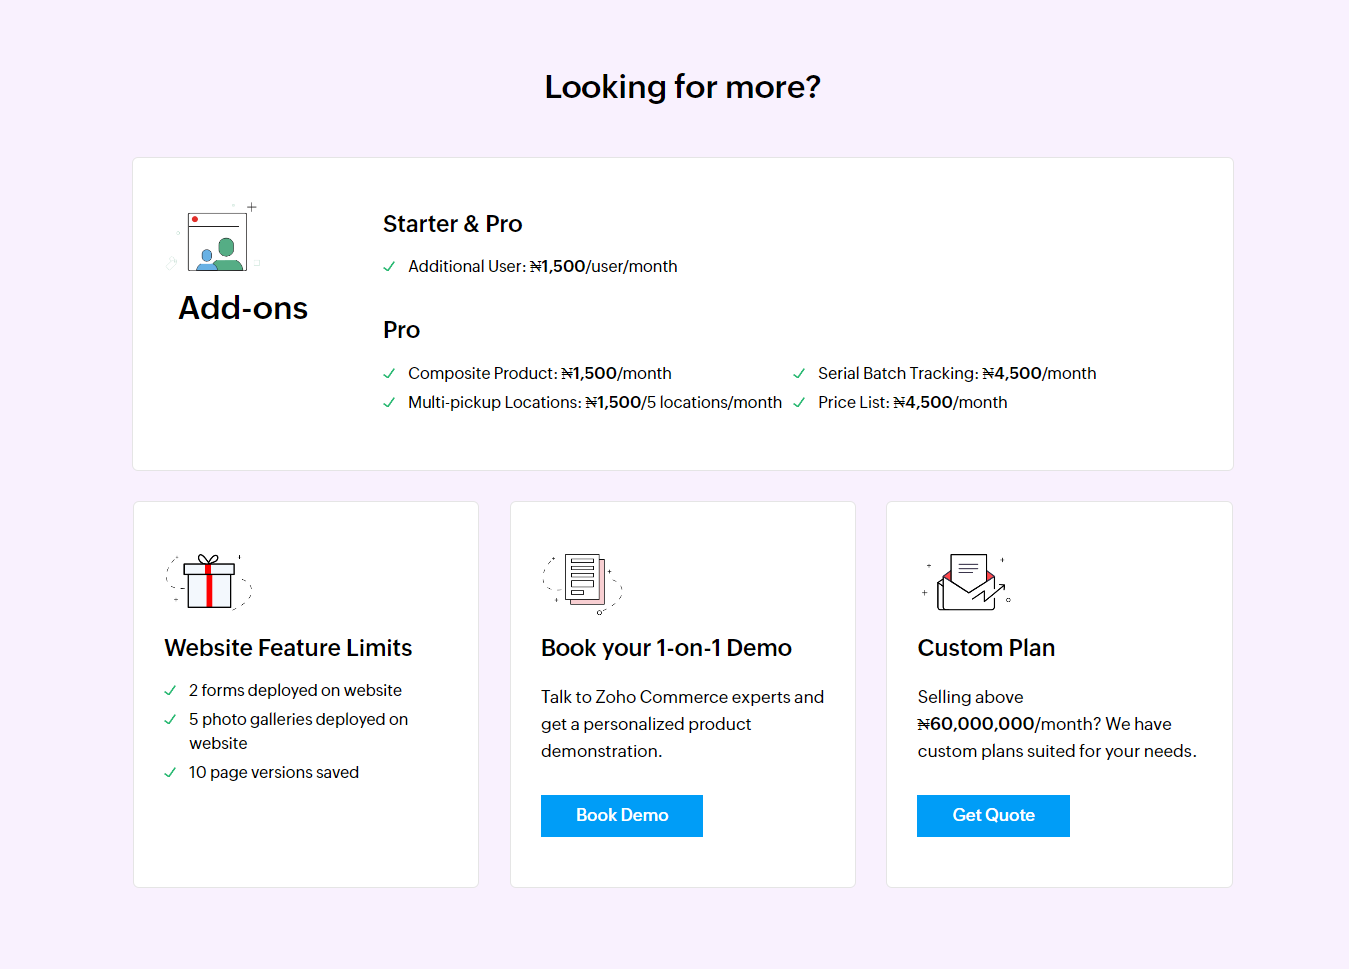 Looking for more?
Add-ons
Starter & Pro
Additional User: ₦1,500/user/month
Pro
Composite Product: ₦1,500/month
Multi-pickup Locations: ₦1,500/5 locations/month
Serial Batch Tracking: ₦4,500/month
Price List: ₦4,500/month
Website Feature Limits
2 forms deployed on website
5 photo galleries deployed on
website
10 page versions saved
Book your 1-on-1 Demo
Talk to Zoho Commerce experts and
get a personalized product
demonstration.
Book Demo
Custom Plan
Selling above
₦60,000,000/month? We have
custom plans suited for your needs.
Get Quote